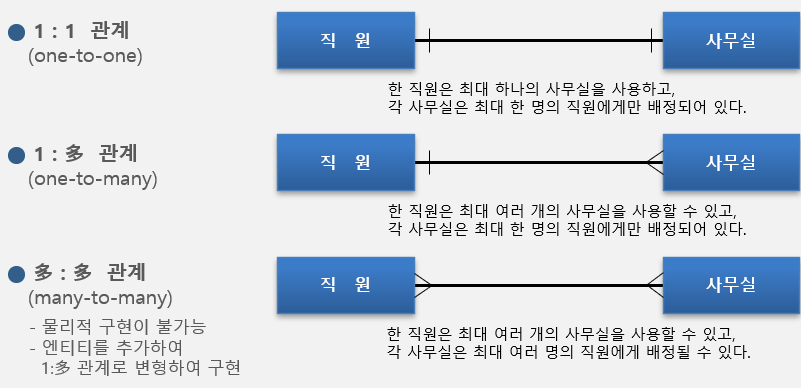 1 : 1 관계
(one-to-one)
직 원
사무실
한 직원은 최대 하나의 사무실을 사용하고,
각 사무실은 최대 한 명의 직원에게만 배정되어 있다.
1 : 多 관계
(one-to-many)
직 원
사무실
한 직원은 최대 여러 개의 사무실을 사용할 수 있고,
각 사무실은 최대 한 명의 직원에게만 배정되어 있다.
多 : 多 관계
(many-to-many)
- 물리적 구현이 불가능
- 엔티티를 추가하여
1:多 관계로 변형하여 구현
직 원
사무실
한 직원은 최대 여러 개의 사무실을 사용할 수 있고,
각 사무실은 최대 여러 명의 직원에게 배정될 수 있다.